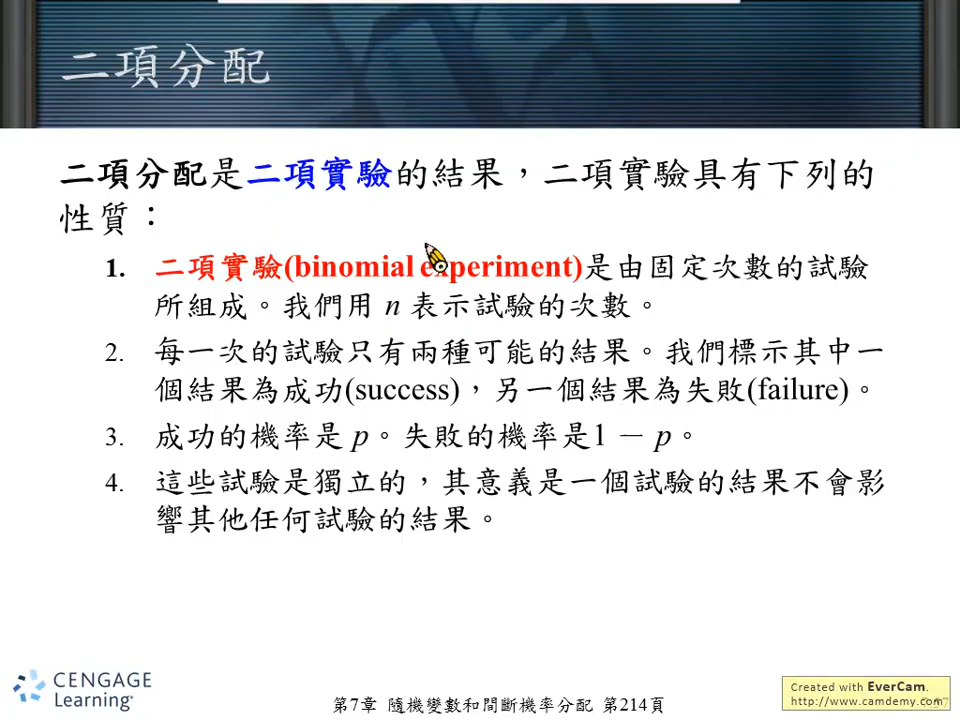 二項分配
二項分配是二項實驗的結果，二項實驗具有下列的
性質：
1. 二項實驗(binomial experiment)是由固定次數的試驗
所組成。我們用 n 表示試驗的次數。
2. 每一次的試驗只有兩種可能的結果。我們標示其中一
個結果為成功(success)，另一個結果為失敗(failure)。
3. 成功的機率是 p。失敗的機率是1 － p。
4. 這些試驗是獨立的，其意義是一個試驗的結果不會影
響其他任何試驗的結果。
CENGAGE
Learning
第7章 隨機變數和間斷機率分配 第214頁
Created with EverCam.
http://www.camdemy.com